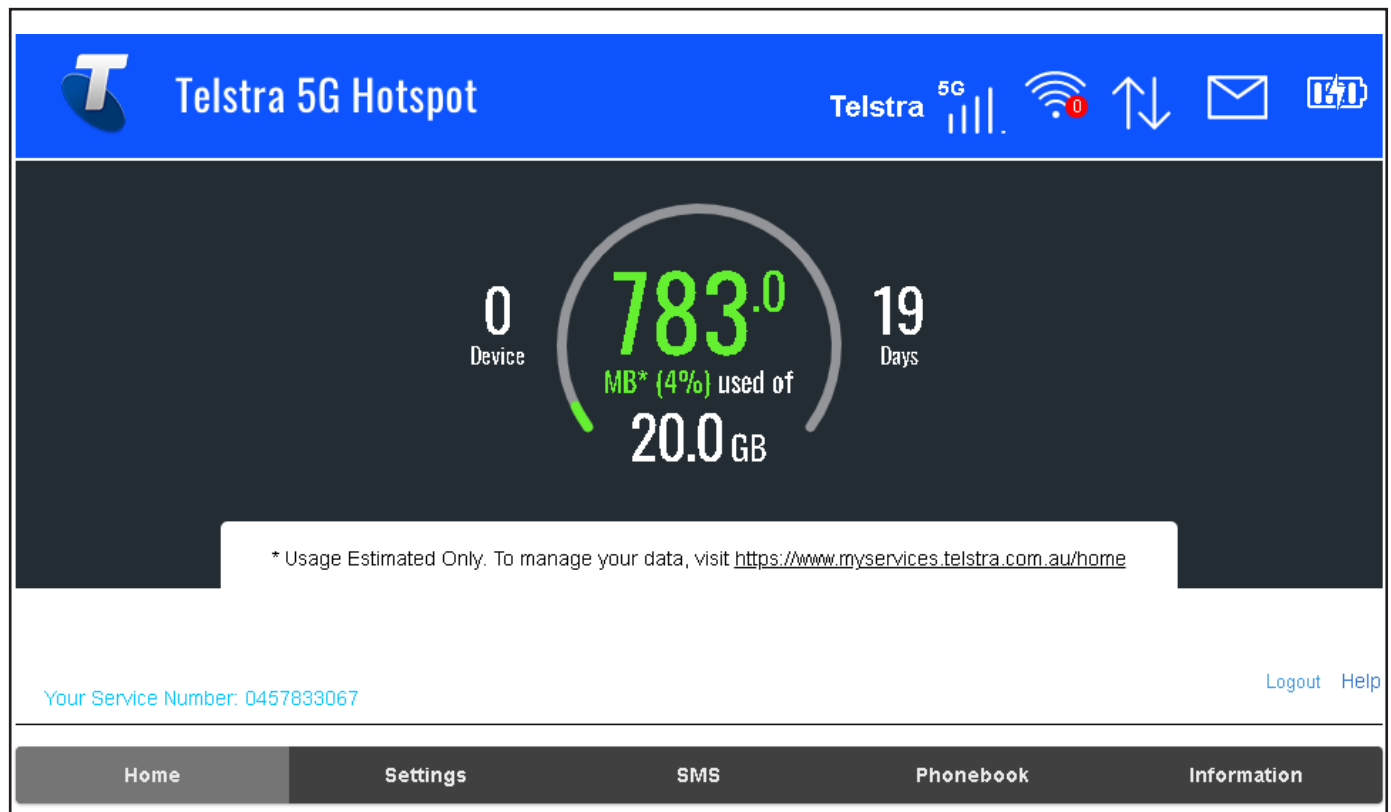 T Telstra 5G Hotspot
Telstra 5G 0
0
Device
783.0
MB* (4%) used of
20.0 GB
19
Days
* Usage Estimated Only. To manage your data, visit https://www.myservices.telstra.com.au/home
Your Service Number: 0457833067
Logout Help
Home Settings SMS Phonebook Information